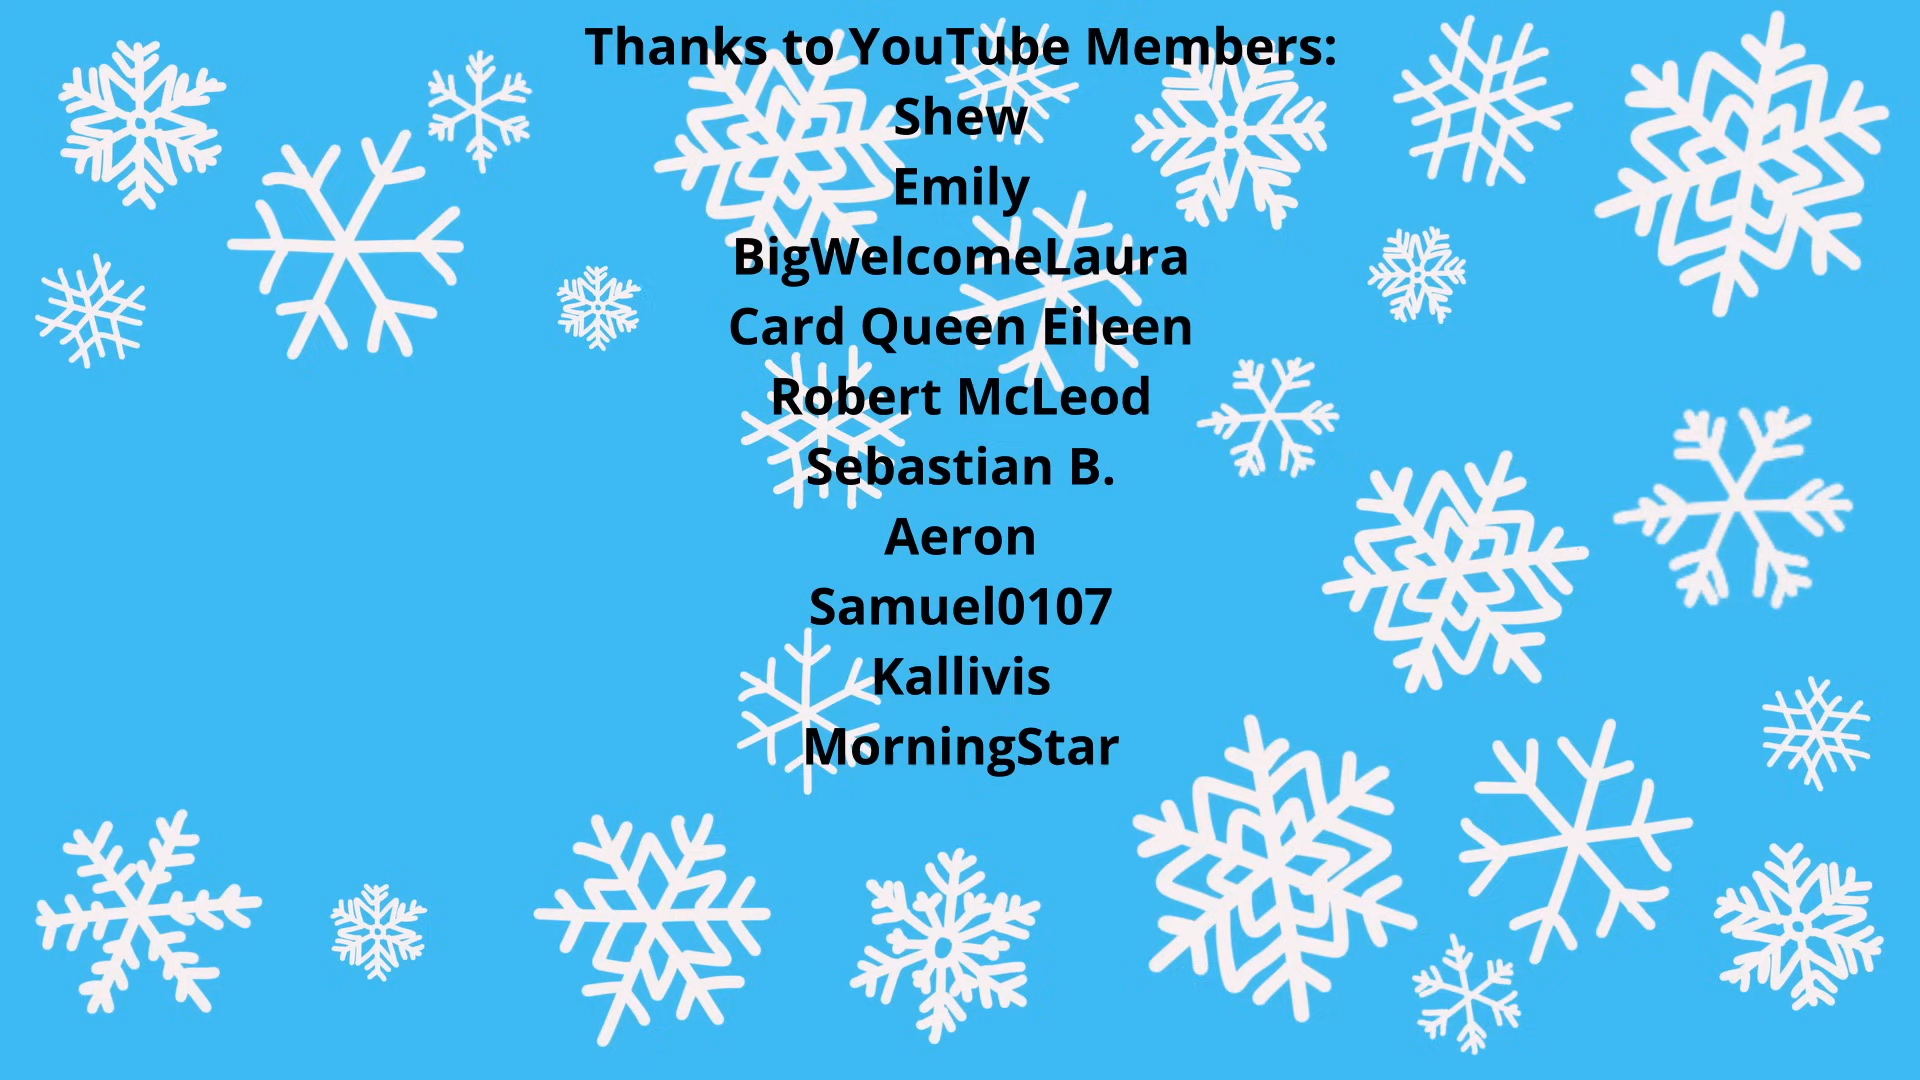 Thanks to YouTube Members:
Shew
Emily
BigWelcomeLaura
Card Queen Eileen
Robert McLeod
Sebastian B.
Aeron
Samuel0107
Kallivis
MorningStar